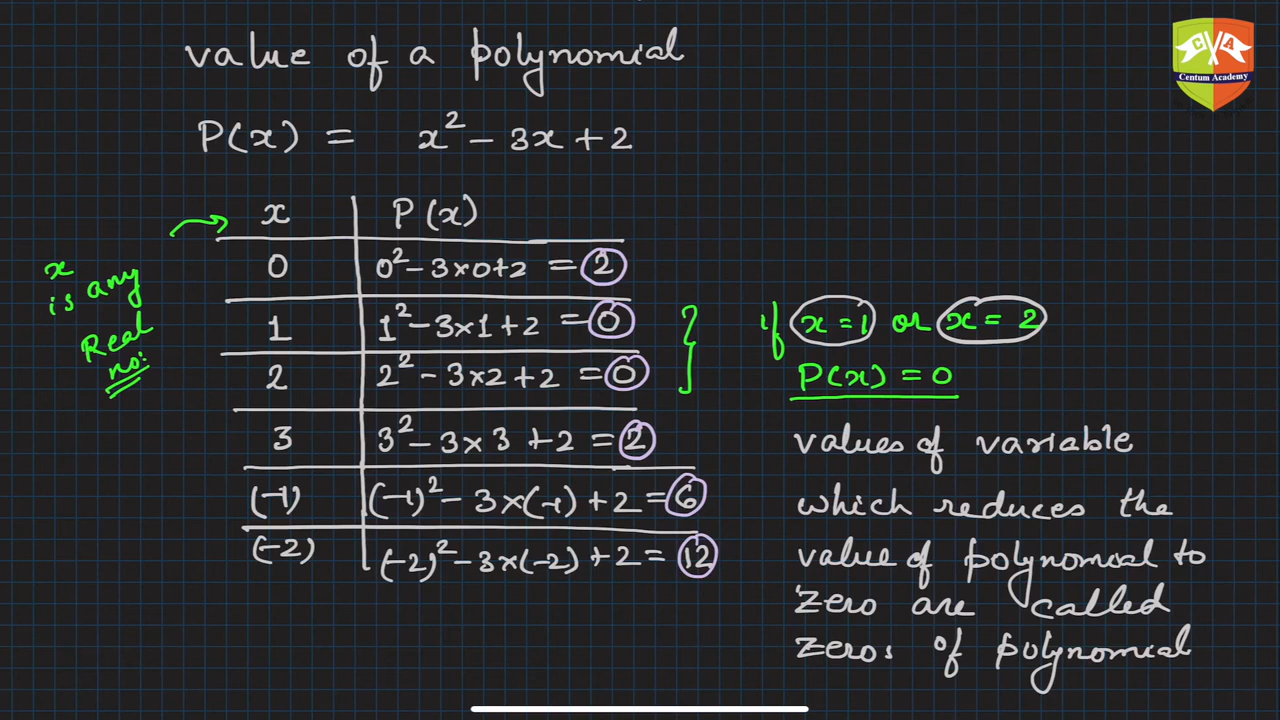 value of a polynomial
P(x) = x² - 3x + 2
x P(x)
0 0² - 3×0+2 = 2
1 1² - 3×1+2 = 0
2 2² - 3×2+2 = 0
3 3² - 3×3+2 = 2
(-1) (-1)² - 3×(-1) + 2 = 6
(-2) (-2)² - 3×(-2) + 2 = 12
x
is any
Real
no:
if x = 1 or x = 2
P(x) = 0
values of variable
which reduces the
value of polynomial to
zero are called
zeros of polynomial
C A
Centum Academy